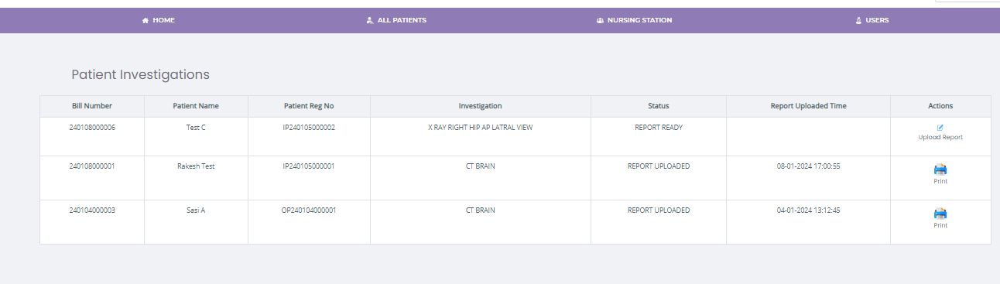 HOME ALL PATIENTS NURSING STATION USERS
Patient Investigations
Bill Number Patient Name Patient Reg No Investigation Status Report Uploaded Time Actions
240108000006 Test C IP240105000002 X RAY RIGHT HIP AP LATRAL VIEW REPORT READY
Upload Report
240108000001 Rakesh Test IP240105000001 CT BRAIN REPORT UPLOADED 08-01-2024 17:00:55
Print
240104000003 Sasi A OP240104000001 CT BRAIN REPORT UPLOADED 04-01-2024 13:12:45
Print